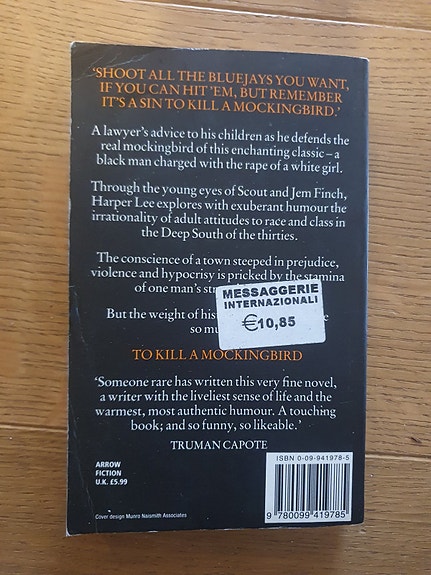 ‘SHOOT ALL THE BLUEJAYS YOU WANT,
IF YOU CAN HIT ’EM, BUT REMEMBER
IT’S A SIN TO KILL A MOCKINGBIRD.’
A lawyer’s advice to his children as he defends the
real mockingbird of this enchanting classic – a
black man charged with the rape of a white girl.
Through the young eyes of Scout and Jem Finch,
Harper Lee explores with exuberant humour the
irrationality of adult attitudes to race and class in
the Deep South of the thirties.
The conscience of a town steeped in prejudice,
violence and hypocrisy is pricked by the stamina
of one man’s
But the weight of
so
MESSAGGERIE
INTERNAZIONALI
€10,85
TO KILL A MOCKINGBIRD
‘Someone rare has written this very fine novel,
a writer with the liveliest sense of life and the
warmest, most authentic humour. A touching
book; and so funny, so likeable.’
TRUMAN CAPOTE
ARROW
FICTION
U.K. £5.99
Cover design Munro Naismith Associates
ISBN 0-09-941978-5
9 780099 419785